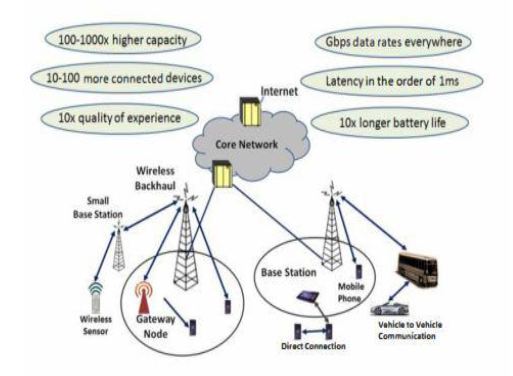 100-1000x higher capacity
Gbps data rates everywhere
10-100 more connected devices
Latency in the order of 1ms
Internet
10x quality of experience
10x longer battery life
Core Network
Wireless
Backhaul
Small
Base Station
Base Station
Mobile
Phone
Wireless
Sensor
Gateway
Node
Direct Connection
Vehicle to Vehicle
Communication